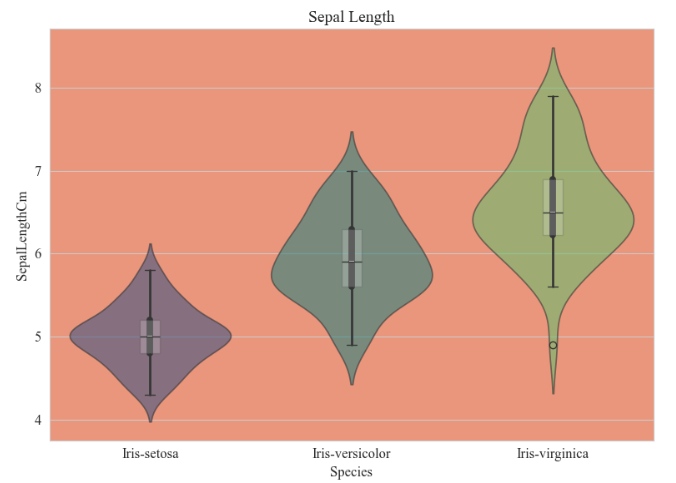 Sepal Length
SepalLengthCm
8
7
6
5
4
Iris-setosa Iris-versicolor Iris-virginica
Species